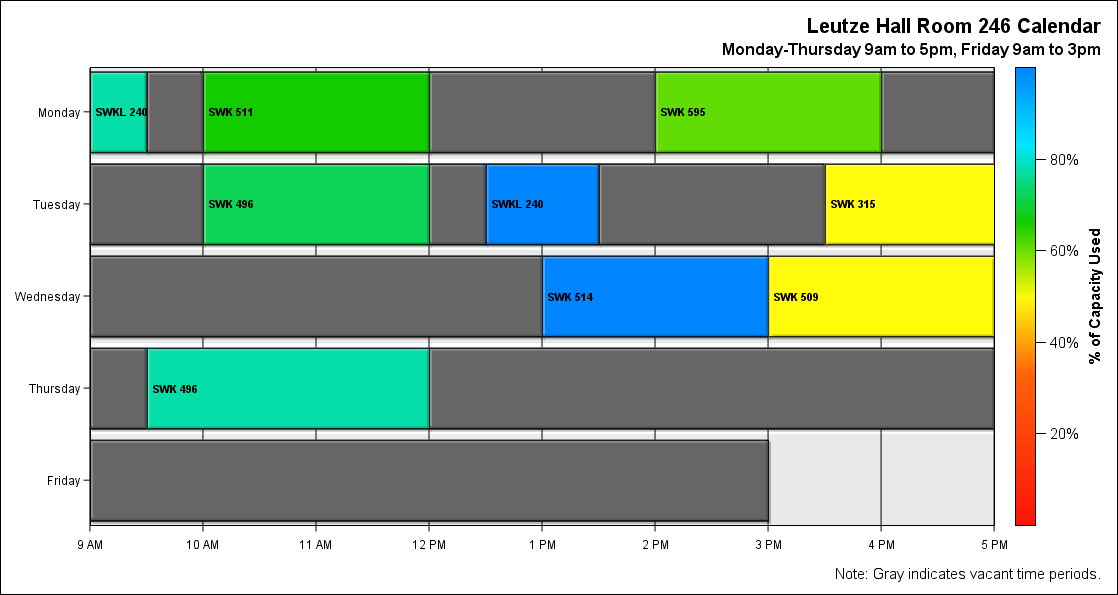 Leutze Hall Room 246 Calendar
Monday-Thursday 9am to 5pm, Friday 9am to 3pm
Monday
SWKL 240
SWK 511
SWK 595
Tuesday
SWK 496
SWKL 240
SWK 315
Wednesday
SWK 514
SWK 509
Thursday
SWK 496
Friday
9 AM 10 AM 11 AM 12 PM 1 PM 2 PM 3 PM 4 PM 5 PM
80%
60%
40%
20%
% of Capacity Used
Note: Gray indicates vacant time periods.